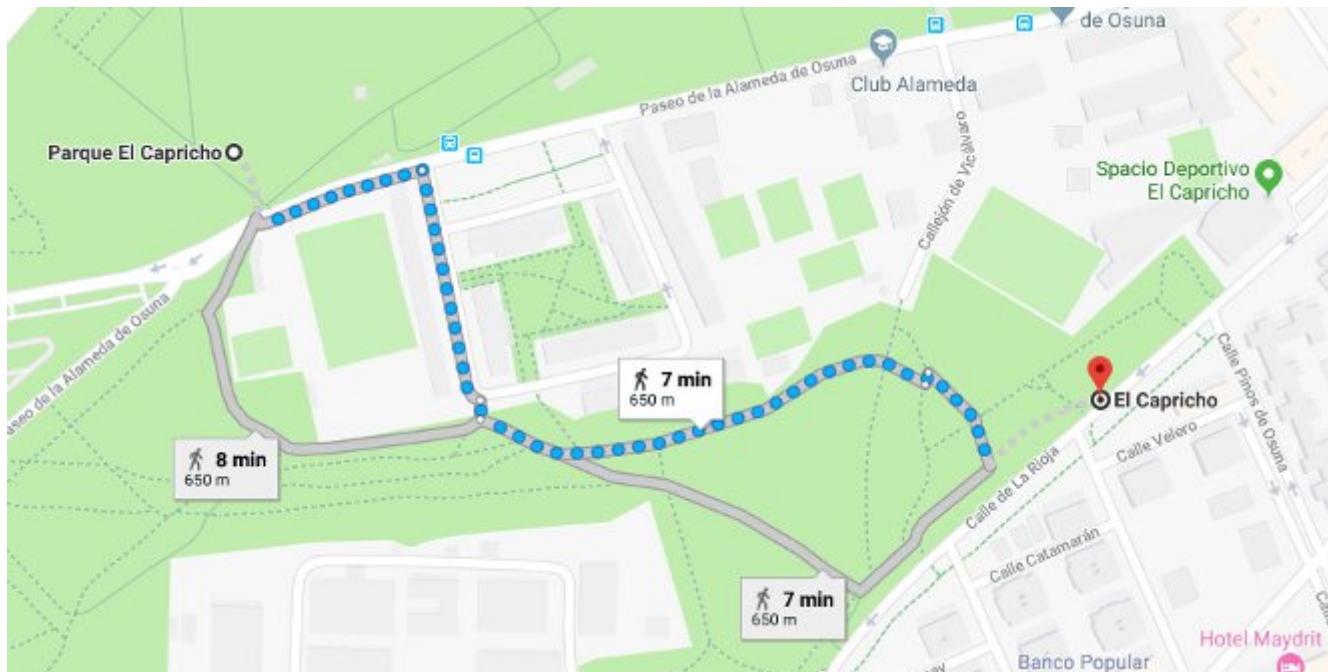 de Osuna
Club Alameda
Paseo de la Alameda de Osuna
Parque El Capricho
Callejón de Vicálvaro
Spacio Deportivo
El Capricho
Paseo de la Alameda de Osuna
7 min
650 m
El Capricho
Calle Pinos de Osuna
Calle Velero
8 min
650 m
Calle de La Rioja
Calle Catamarán
7 min
650 m
Hotel Maydrit
Banco Popular